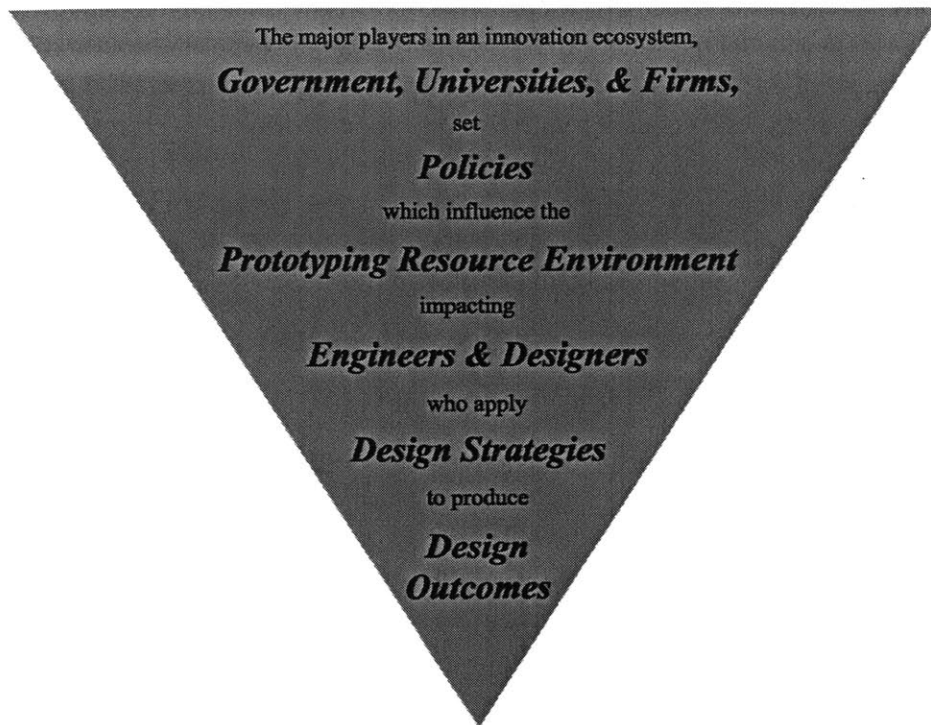 The major players in an innovation ecosystem,
Government, Universities, & Firms,
set
Policies
which influence the
Prototyping Resource Environment
impacting
Engineers & Designers
who apply
Design Strategies
to produce
Design
Outcomes